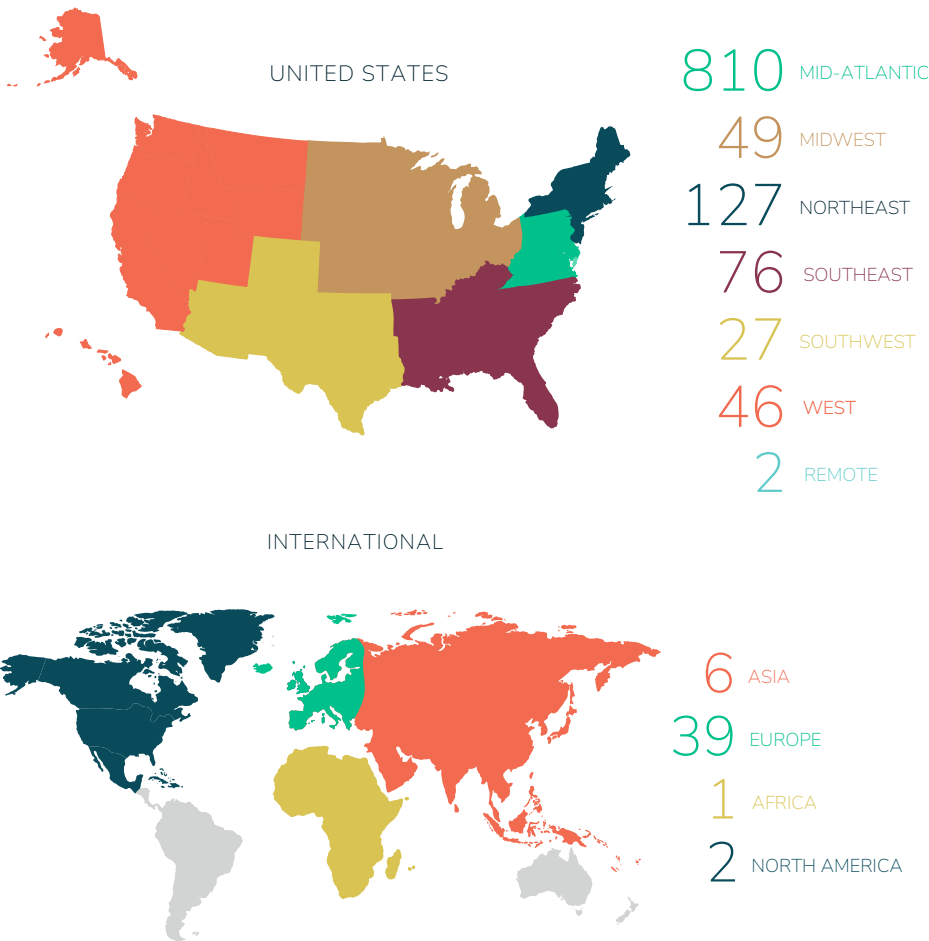 UNITED STATES
810 MID-ATLANTIC
49 MIDWEST
127 NORTHEAST
76 SOUTHEAST
27 SOUTHWEST
46 WEST
2 REMOTE
INTERNATIONAL
6 ASIA
39 EUROPE
1 AFRICA
2 NORTH AMERICA